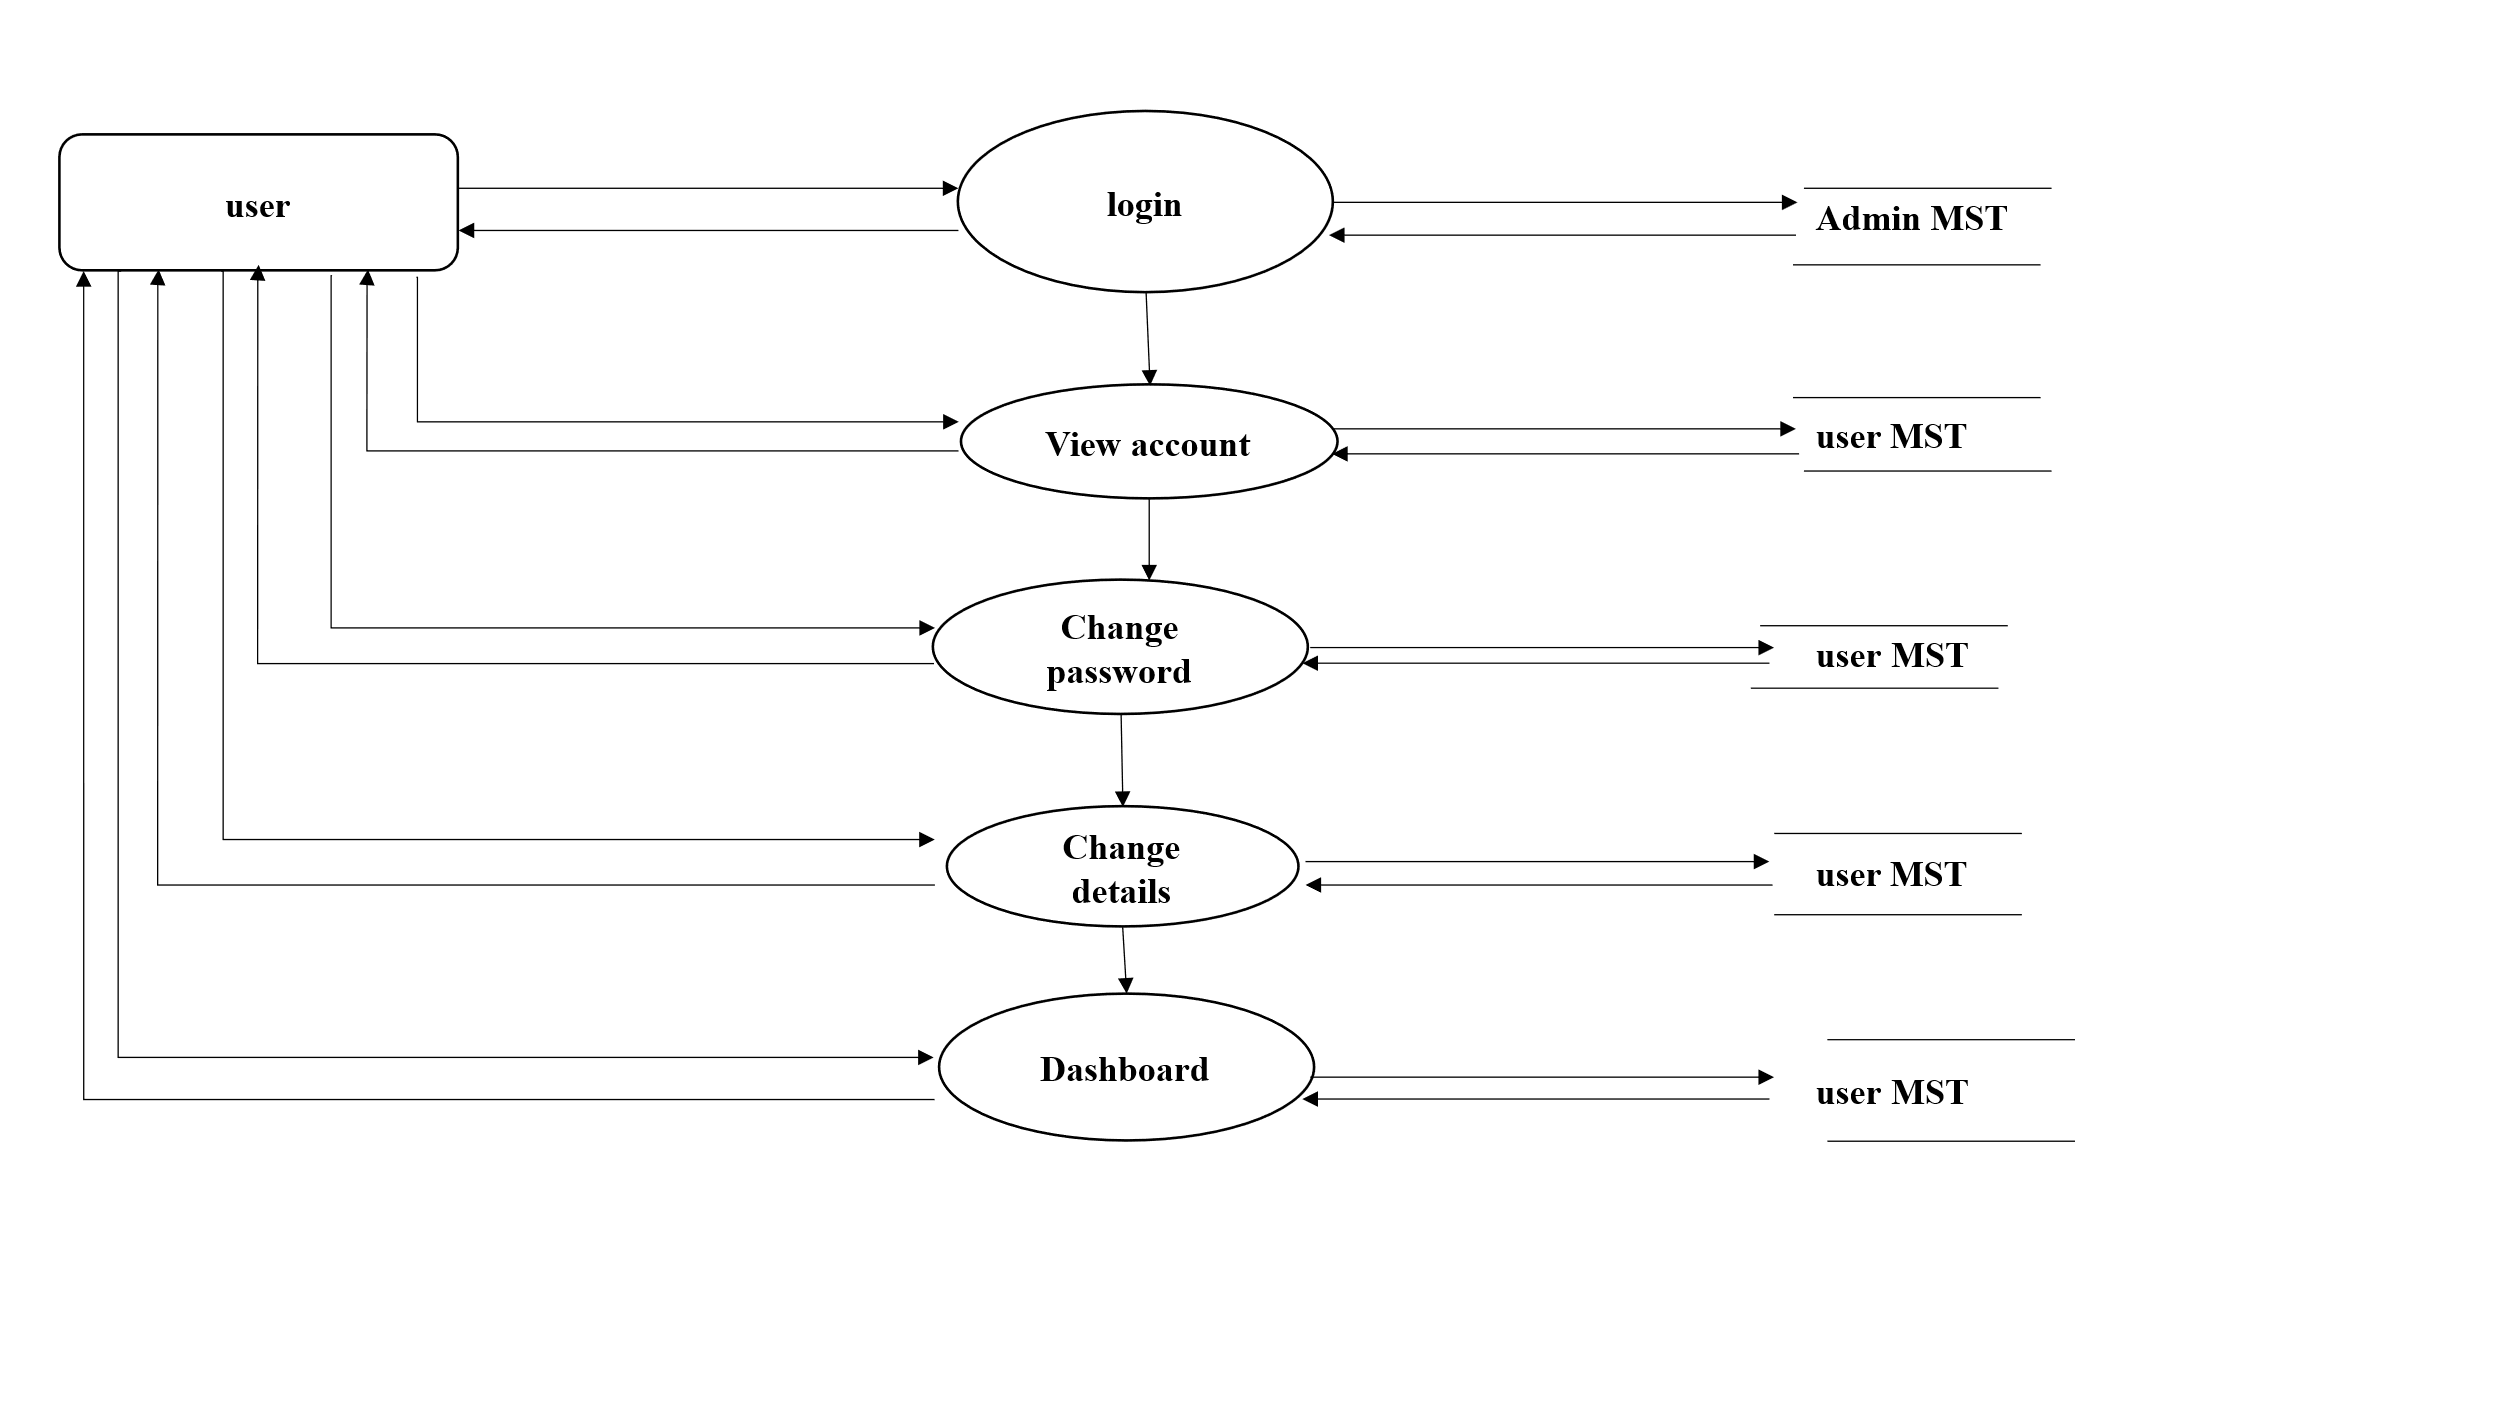 user
login
Admin MST
View account
user MST
Change
password
user MST
Change
details
user MST
Dashboard
user MST